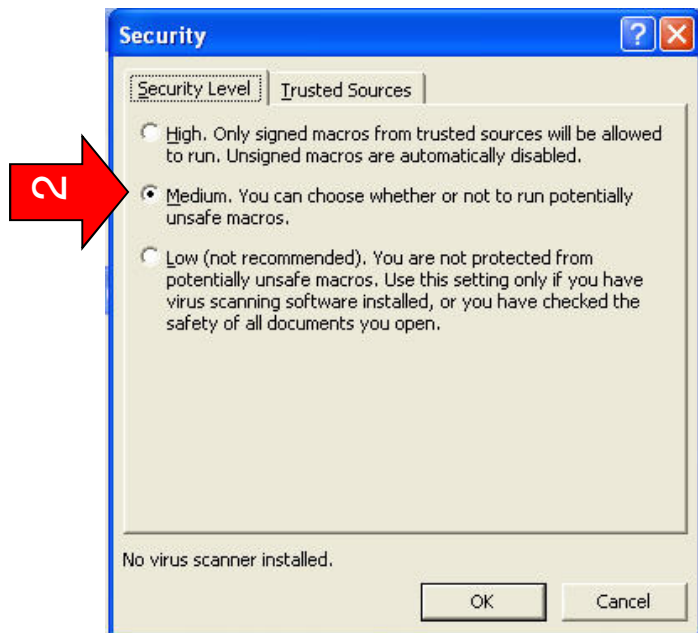 Security
Security Level Trusted Sources
High. Only signed macros from trusted sources will be allowed
to run. Unsigned macros are automatically disabled.
2
Medium. You can choose whether or not to run potentially
unsafe macros.
Low (not recommended). You are not protected from
potentially unsafe macros. Use this setting only if you have
virus scanning software installed, or you have checked the
safety of all documents you open.
No virus scanner installed.
OK Cancel